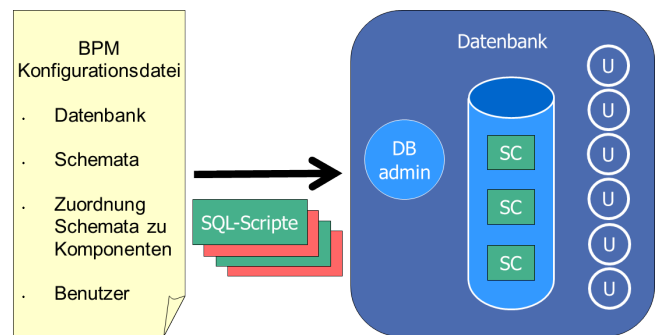 BPM
Konfigurationsdatei
· Datenbank
· Schemata
· Zuordnung
Schemata zu
Komponenten
· Benutzer
SQL-Scripte
Datenbank
DB
admin
SC
SC
SC
U
U
U
U
U
U